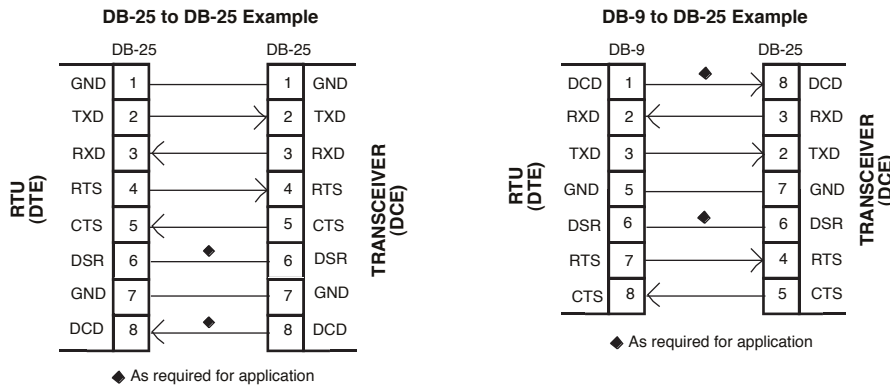 DB-25 to DB-25 Example
DB-25 DB-25
GND 1 1 GND
TXD 2 2 TXD
RXD 3 3 RXD
RTS 4 4 RTS
CTS 5 5 CTS
DSR 6 6 DSR
GND 7 7 GND
DCD 8 8 DCD
RTU
(DTE)
TRANSCEIVER
(DCE)
As required for application
DB-9 to DB-25 Example
DB-9 DB-25
DCD 1 8 DCD
RXD 2 3 RXD
TXD 3 2 TXD
GND 5 7 GND
DSR 6 6 DSR
RTS 7 4 RTS
CTS 8 5 CTS
RTU
(DTE)
TRANSCEIVER
(DCE)
As required for application